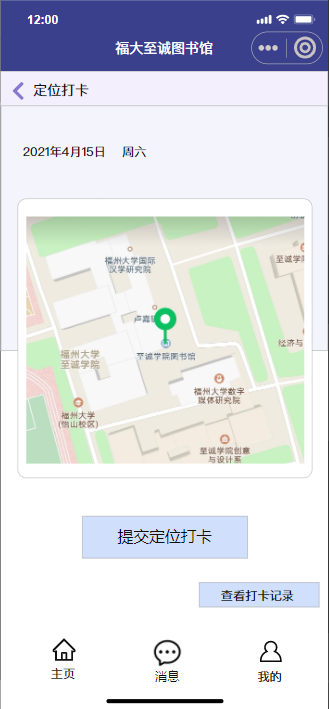 12:00
福大至诚图书馆
定位打卡
2021年4月15日 周六
福州大学国际
汉学研究院
至诚学院
卢嘉锡
至诚学院图书馆
福州大学
至诚学院
经济与
福州大学数字
媒体研究院
福州大学
(怡山校区)
至诚学院创意
与设计系
提交定位打卡
查看打卡记录
主页
消息
我的